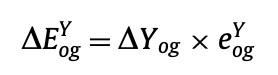 ΔE^Y_og = ΔY_og × e^Y_og